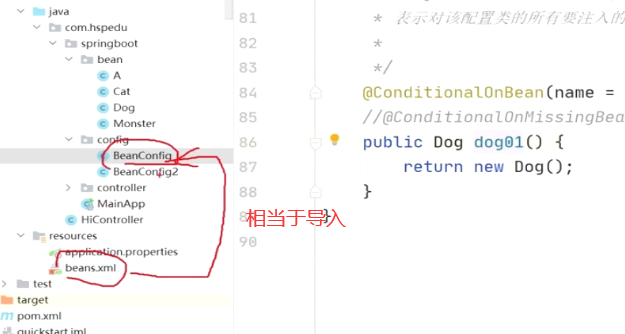 java
com.hspedu
springboot
bean
A
Cat
Dog
Monster
config
BeanConfig
BeanConfig2
controller
MainApp
HiController
resources
application.properties
beans.xml
test
target
pom.xml
quickstart.iml
81 * 表示对该配置类的所有要注入的
82 *
83 */
84 @ConditionalOnBean(name =
85 //@ConditionalOnMissingBea
86 public Dog dog01() {
87 return new Dog();
88 }
89 }
90
相当于导入